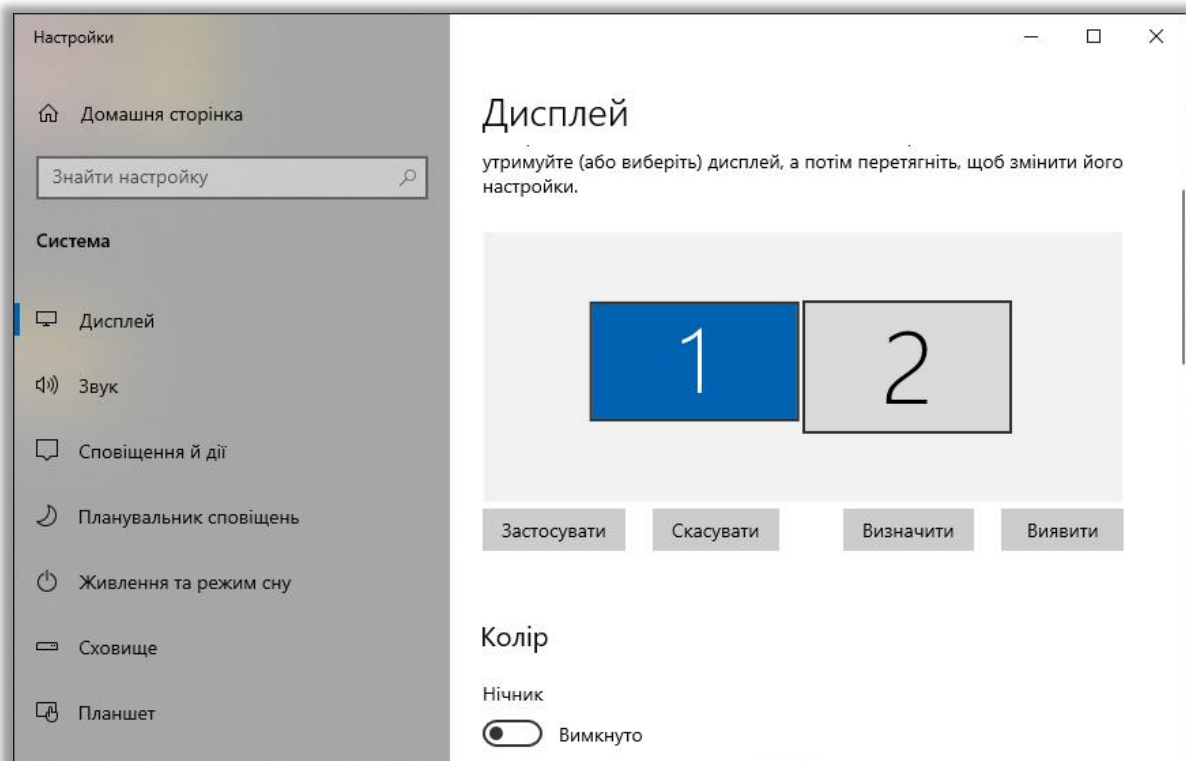 Настройки
Домашня сторінка
Знайти настройку
Система
Дисплей
Звук
Сповіщення й дії
Планувальник сповіщень
Живлення та режим сну
Сховище
Планшет
Дисплей
утримуйте (або виберіть) дисплей, а потім перетягніть, щоб змінити його
настройки.
1 2
Застосувати Скасувати Визначити Виявити
Колір
Нічник
Вимкнуто